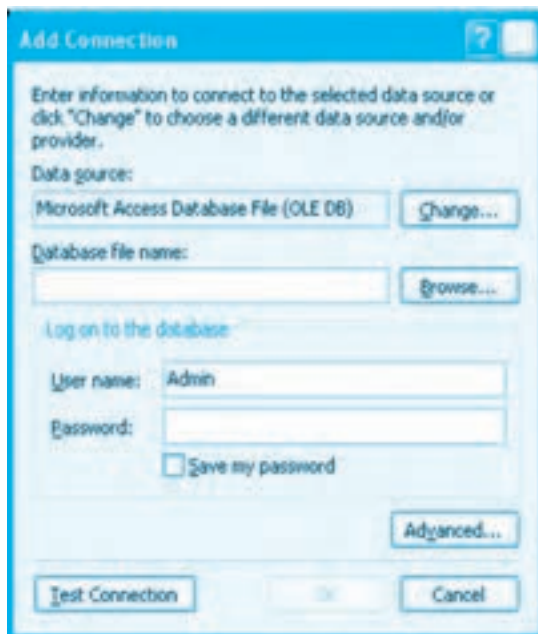 Add Connection
?
Enter information to connect to the selected data source or
click "Change" to choose a different data source and/or
provider.
Data source:
Microsoft Access Database File (OLE DB)
Change...
Database file name:
Browse...
Log on to the database
User name:
Admin
Password:
Save my password
Advanced...
Test Connection
Cancel